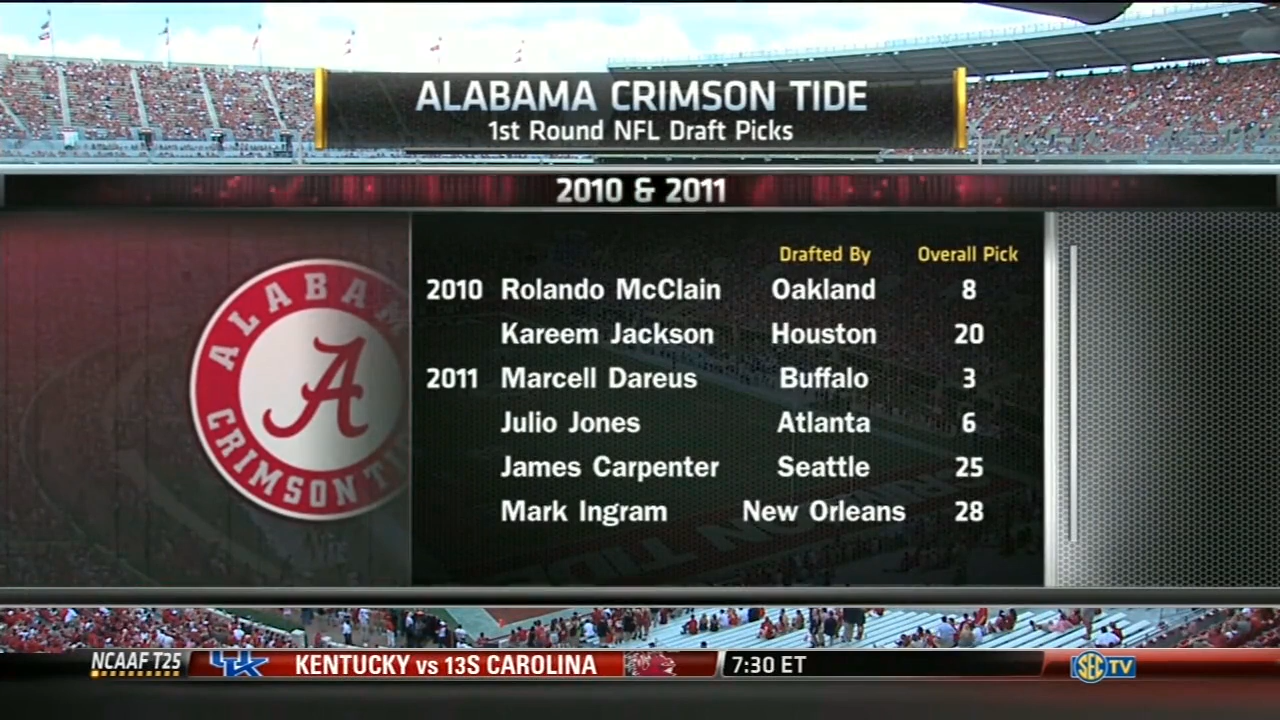 ALABAMA CRIMSON TIDE
1st Round NFL Draft Picks
2010 & 2011
Drafted By Overall Pick
2010 Rolando McClain Oakland 8
Kareem Jackson Houston 20
2011 Marcell Dareus Buffalo 3
Julio Jones Atlanta 6
James Carpenter Seattle 25
Mark Ingram New Orleans 28
ALABAMA
A
CRIMSON TI
NCAAF T25 UK KENTUCKY vs 13S CAROLINA 7:30 ET SEC TV